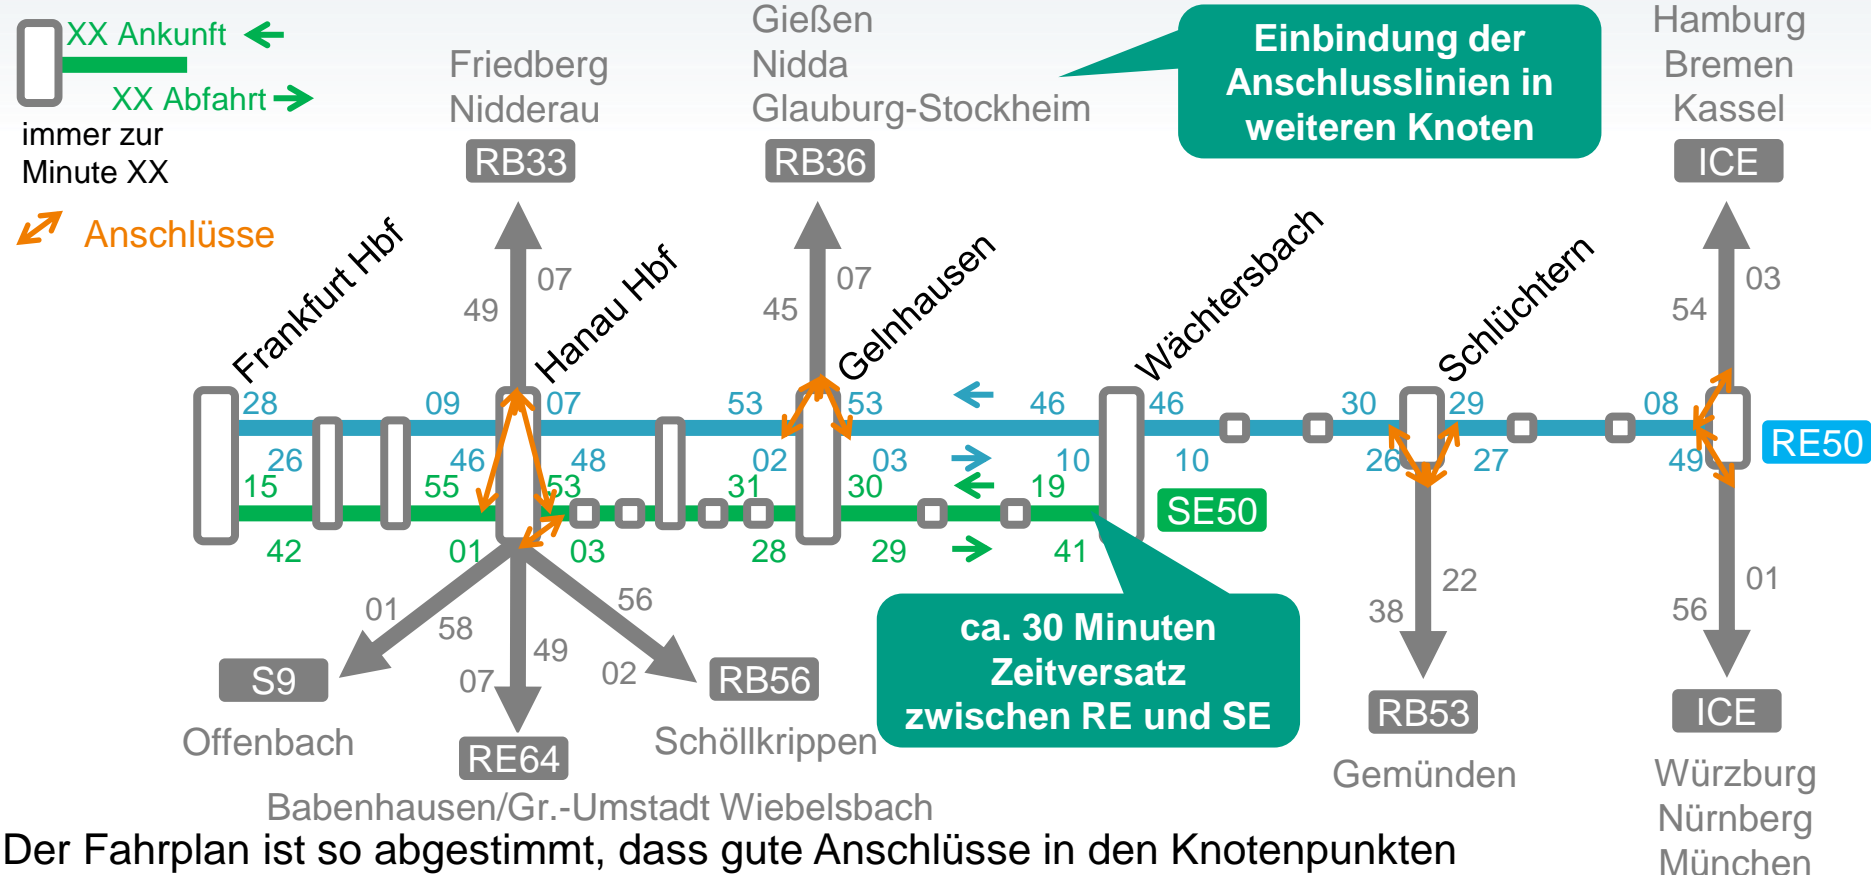 XX Ankunft
XX Abfahrt
immer zur
Minute XX
Anschlüsse
Friedberg
Nidderau
RB33
Gießen
Nidda
Glauburg-Stockheim
RB36
Einbindung der
Anschlusslinien in
weiteren Knoten
Hamburg
Bremen
Kassel
ICE
Frankfurt Hbf
Hanau Hbf
Gelnhausen
Wächtersbach
Schlüchtern
49 07
45 07
54 03
28 09 07 53 53 46 46 30 29 08
26 46 48 02 03 10 10 26 27 49
RE50
15 55 53 31 30 19
SE50
42 01 03 28 29 41
01 58
07 49
56 02
38 22
56 01
ca. 30 Minuten
Zeitversatz
zwischen RE und SE
S9
Offenbach
RE64
Babenhausen/Gr.-Umstadt Wiebelsbach
RB56
Schöllkrippen
RB53
Gemünden
ICE
Würzburg
Nürnberg
München
Der Fahrplan ist so abgestimmt, dass gute Anschlüsse in den Knotenpunkten